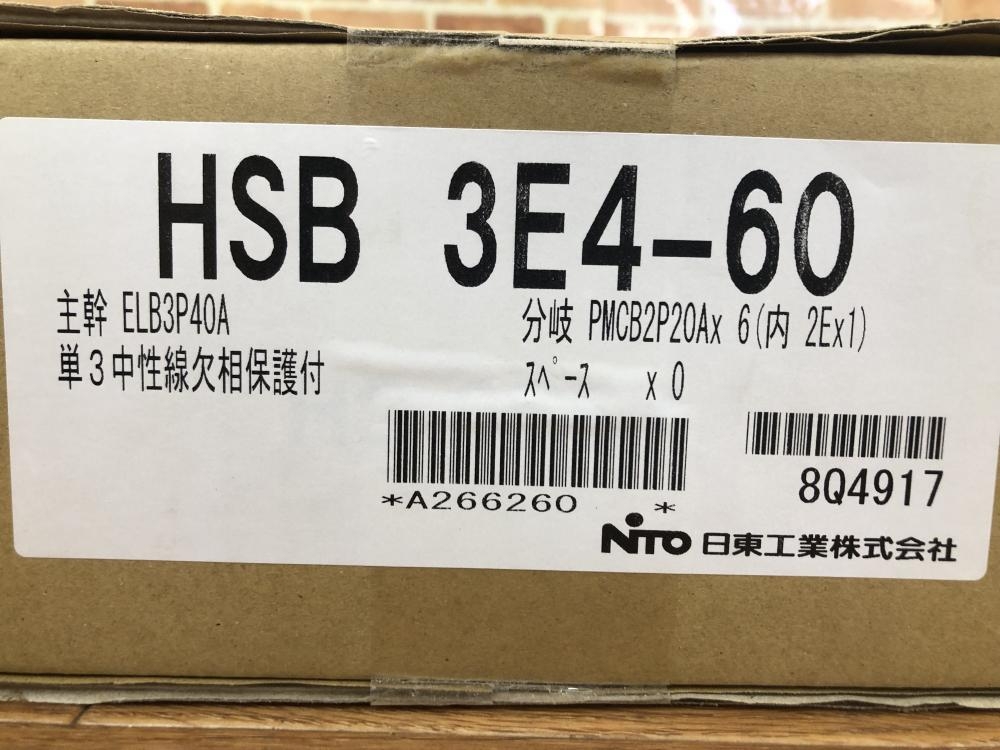 HSB 3E4-60
主幹 ELB3P40A
分岐 PMCB2P20Ax 6(内 2Ex1)
単3中性線欠相保護付
スペース x0
*A266260 *
8Q4917
NITO 日東工業株式会社